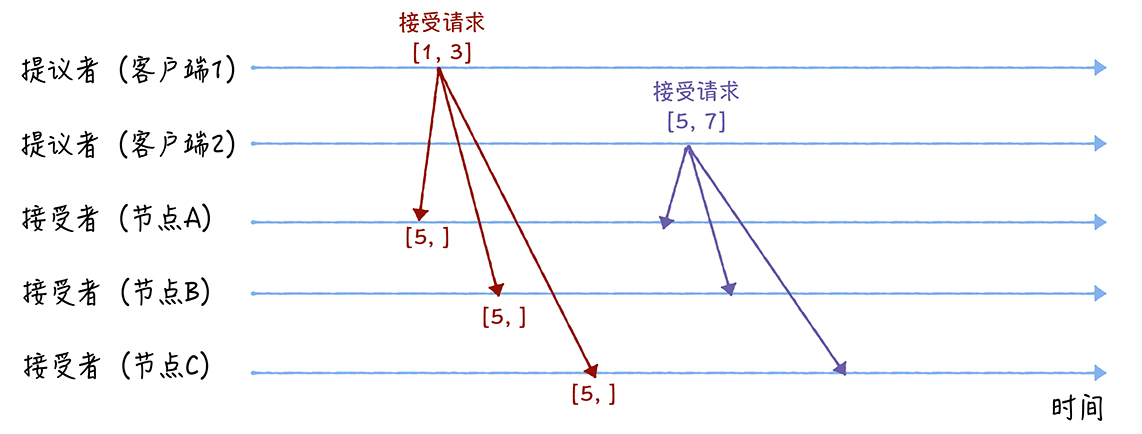 接受请求
[1, 3]
提议者（客户端1）
接受请求
[5, 7]
提议者（客户端2）
接受者（节点A）
[5, ]
接受者（节点B）
[5, ]
接受者（节点C）
[5, ]
时间